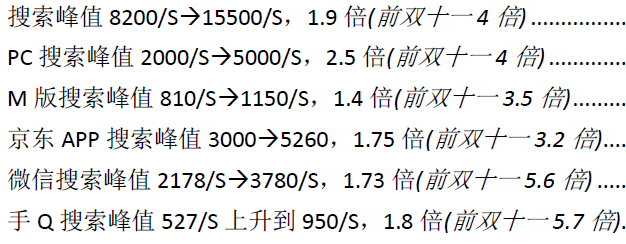 搜索峰值 8200/S→15500/S，1.9 倍(前双十一 4 倍) ................
PC 搜索峰值 2000/S→5000/S，2.5 倍(前双十一 4 倍) .............
M 版搜索峰值 810/S→1150/S，1.4 倍(前双十一 3.5 倍) .........
京东 APP 搜索峰值 3000→5260，1.75 倍(前双十一 3.2 倍)....
微信搜索峰值 2178/S→3780/S，1.73 倍(前双十一 5.6 倍) .....
手 Q 搜索峰值 527/S 上升到 950/S，1.8 倍(前双十一 5.7 倍).